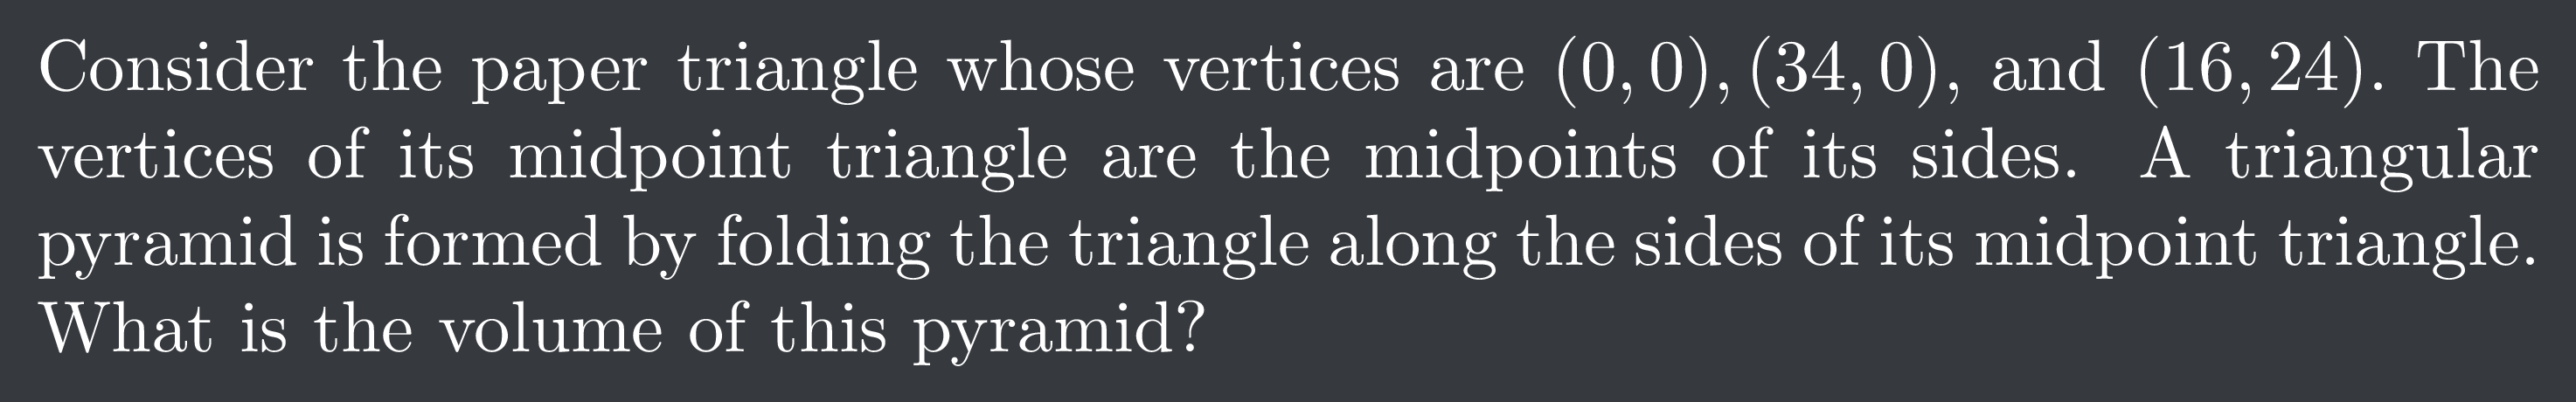 Consider the paper triangle whose vertices are (0, 0), (34, 0), and (16, 24). The
vertices of its midpoint triangle are the midpoints of its sides. A triangular
pyramid is formed by folding the triangle along the sides of its midpoint triangle.
What is the volume of this pyramid?